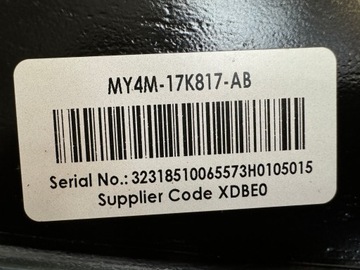 MY4M-17K817-AB
Serial No.: 32318510065573H0105015
Supplier Code XDBE0